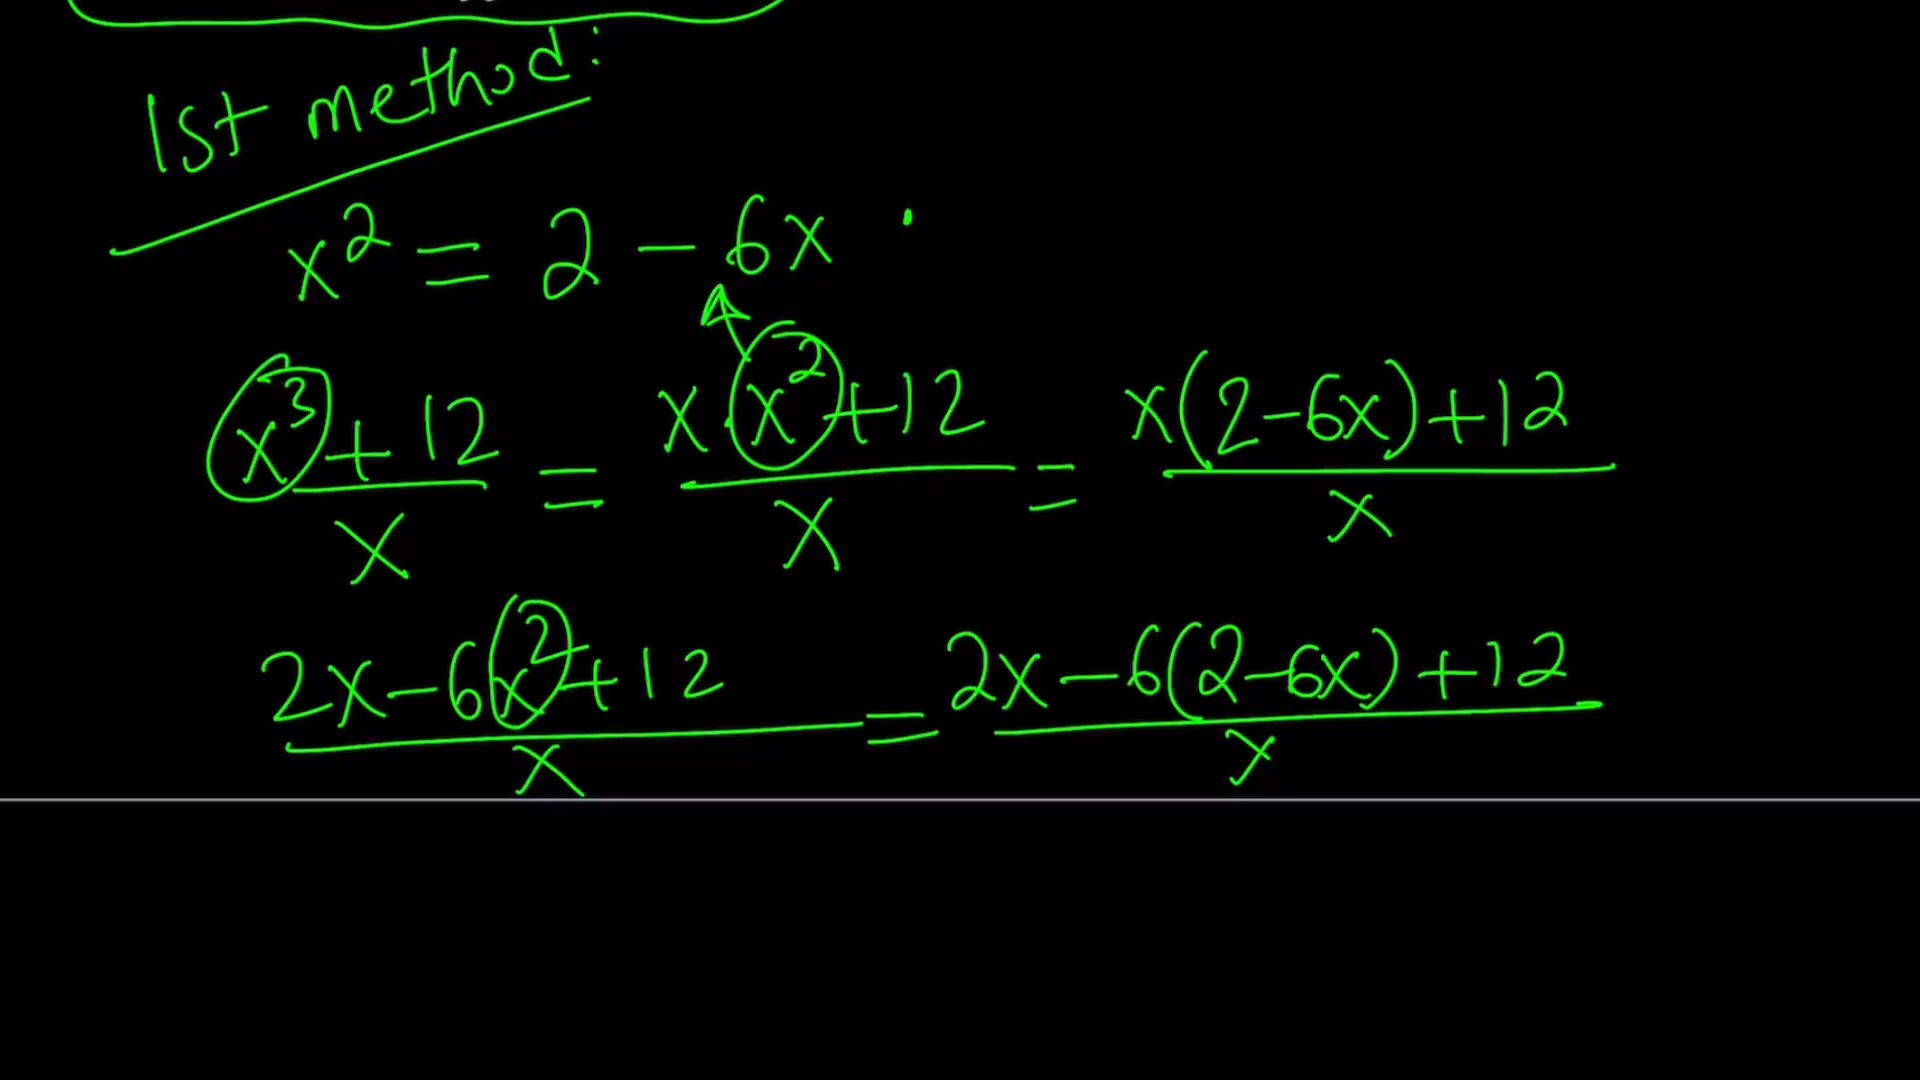 1st method:
x² = 2 - 6x
(x³ + 12)/x = (x(x²) + 12)/x = (x(2-6x) + 12)/x
(2x - 6x² + 12)/x = (2x - 6(2-6x) + 12)/x